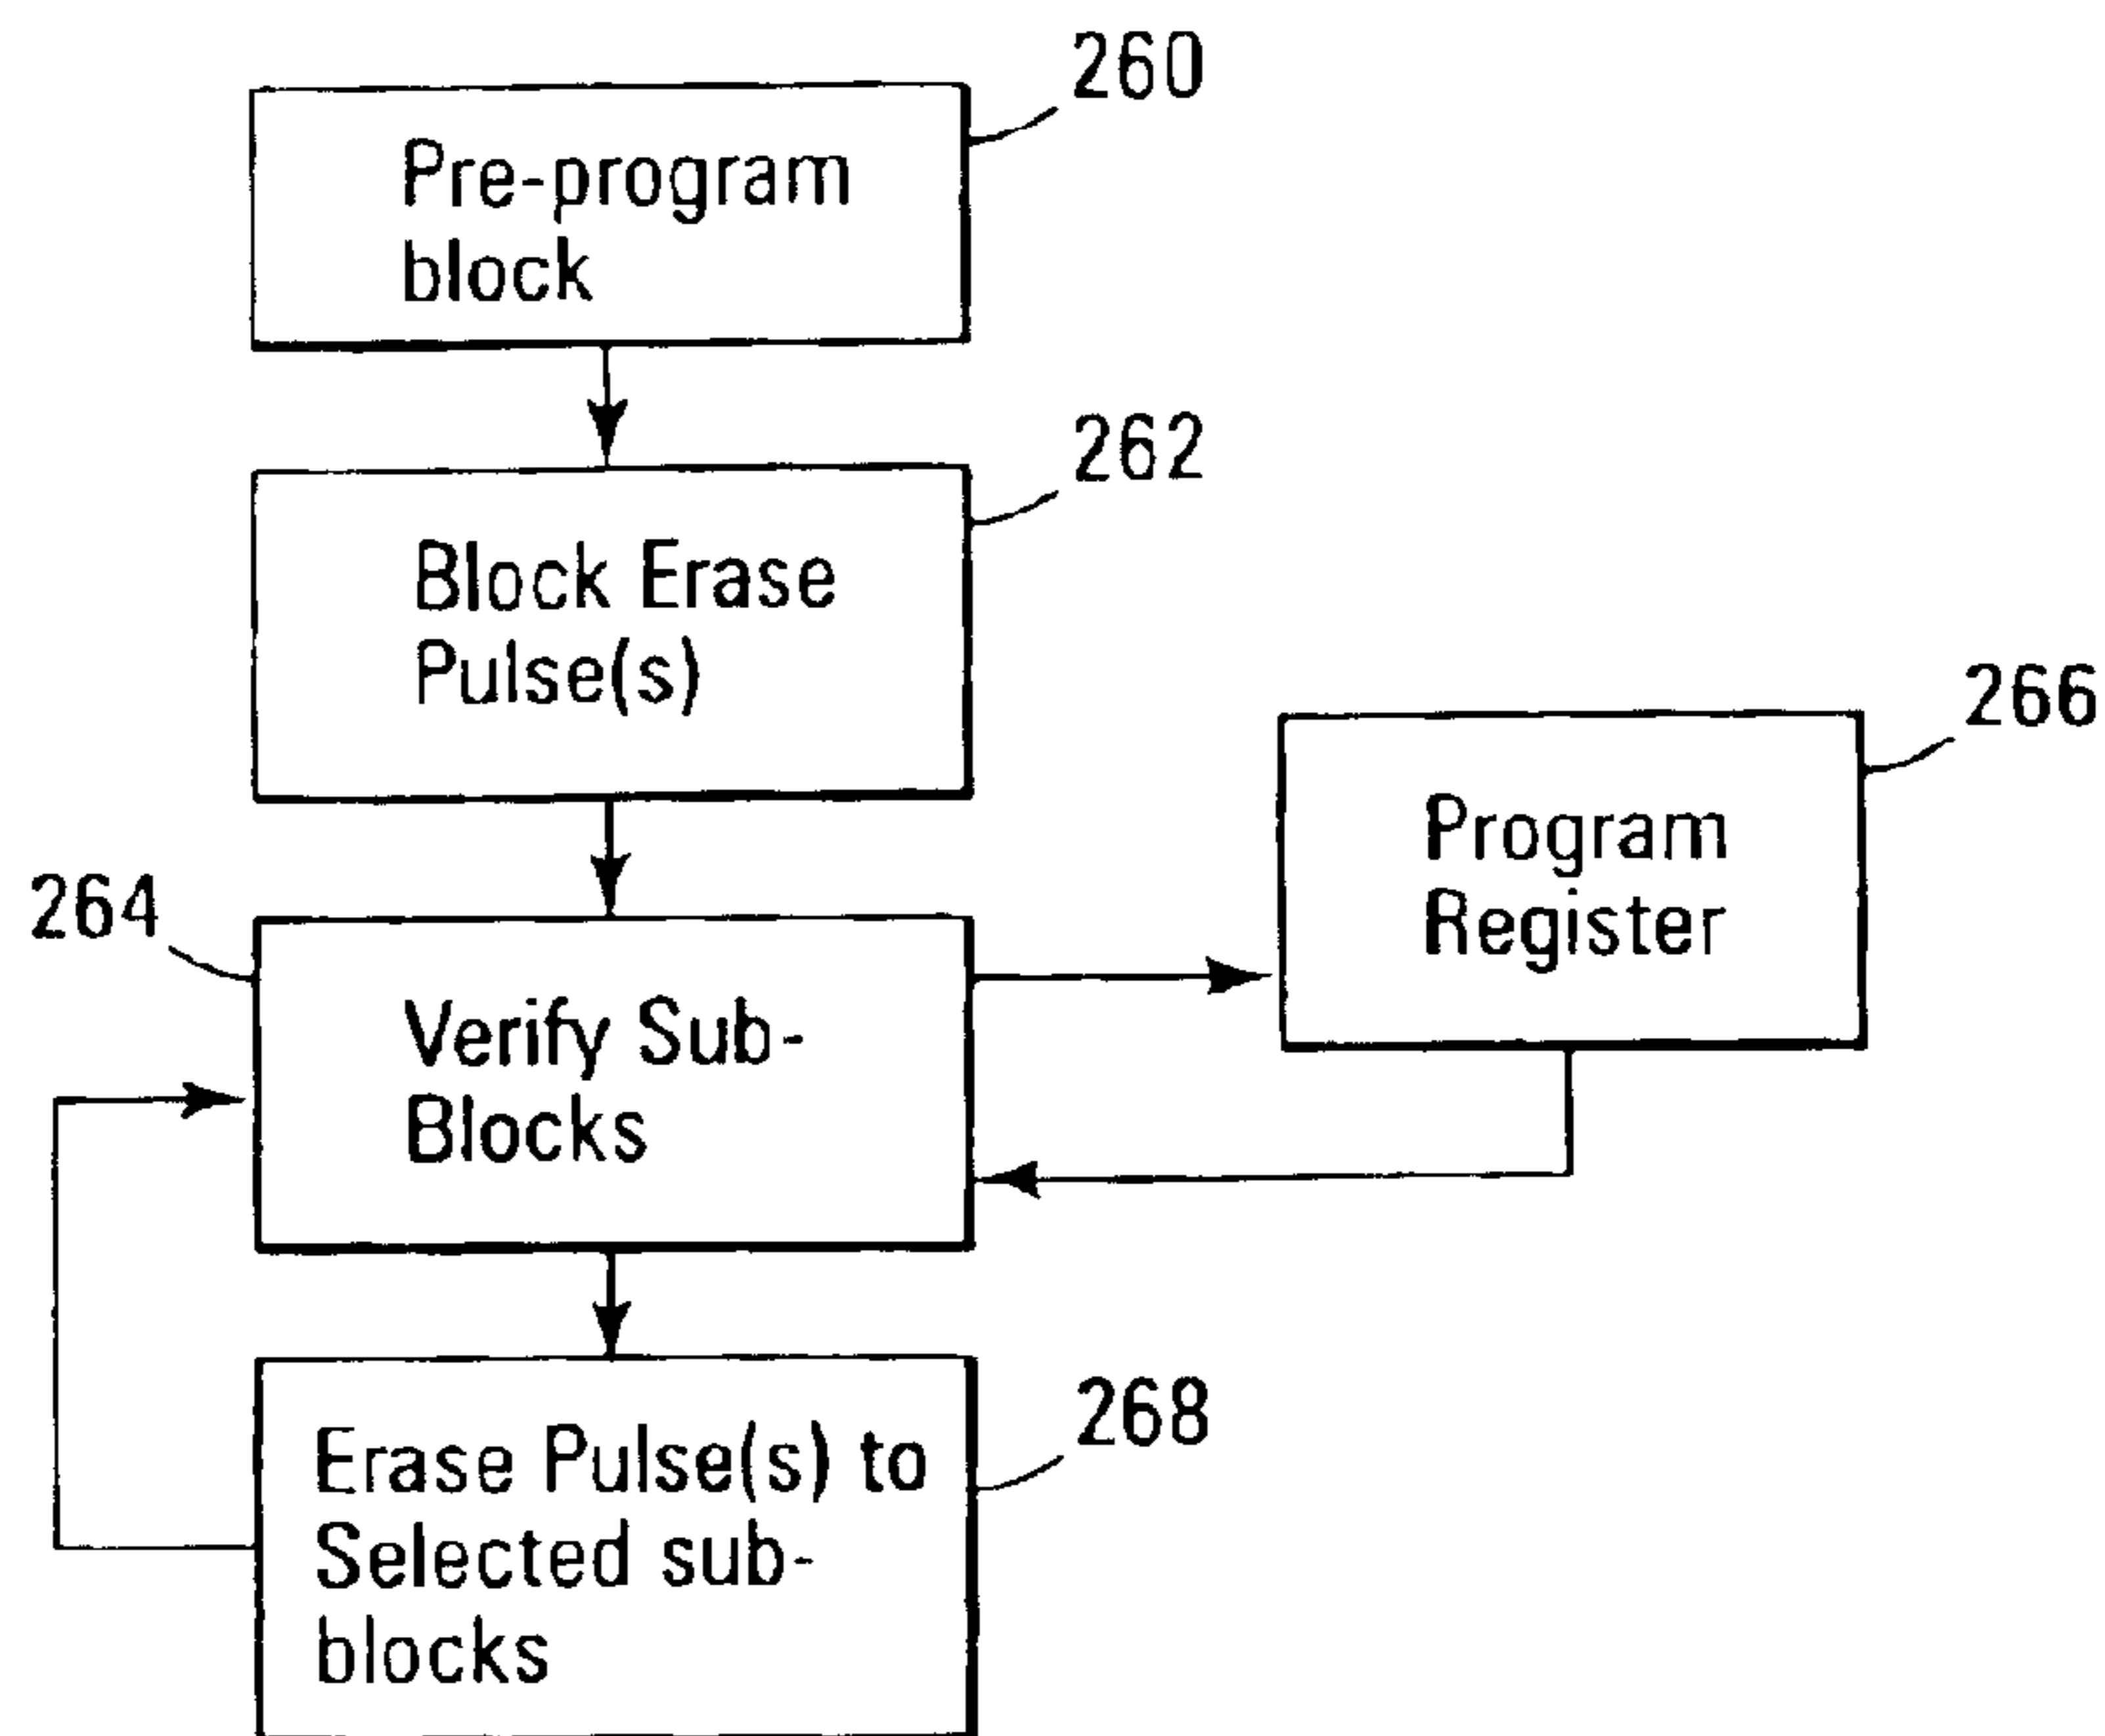 260
Pre-program
block
262
Block Erase
Pulse(s)
266
Program
Register
264
Verify Sub-
Blocks
268
Erase Pulse(s) to
Selected sub-
blocks